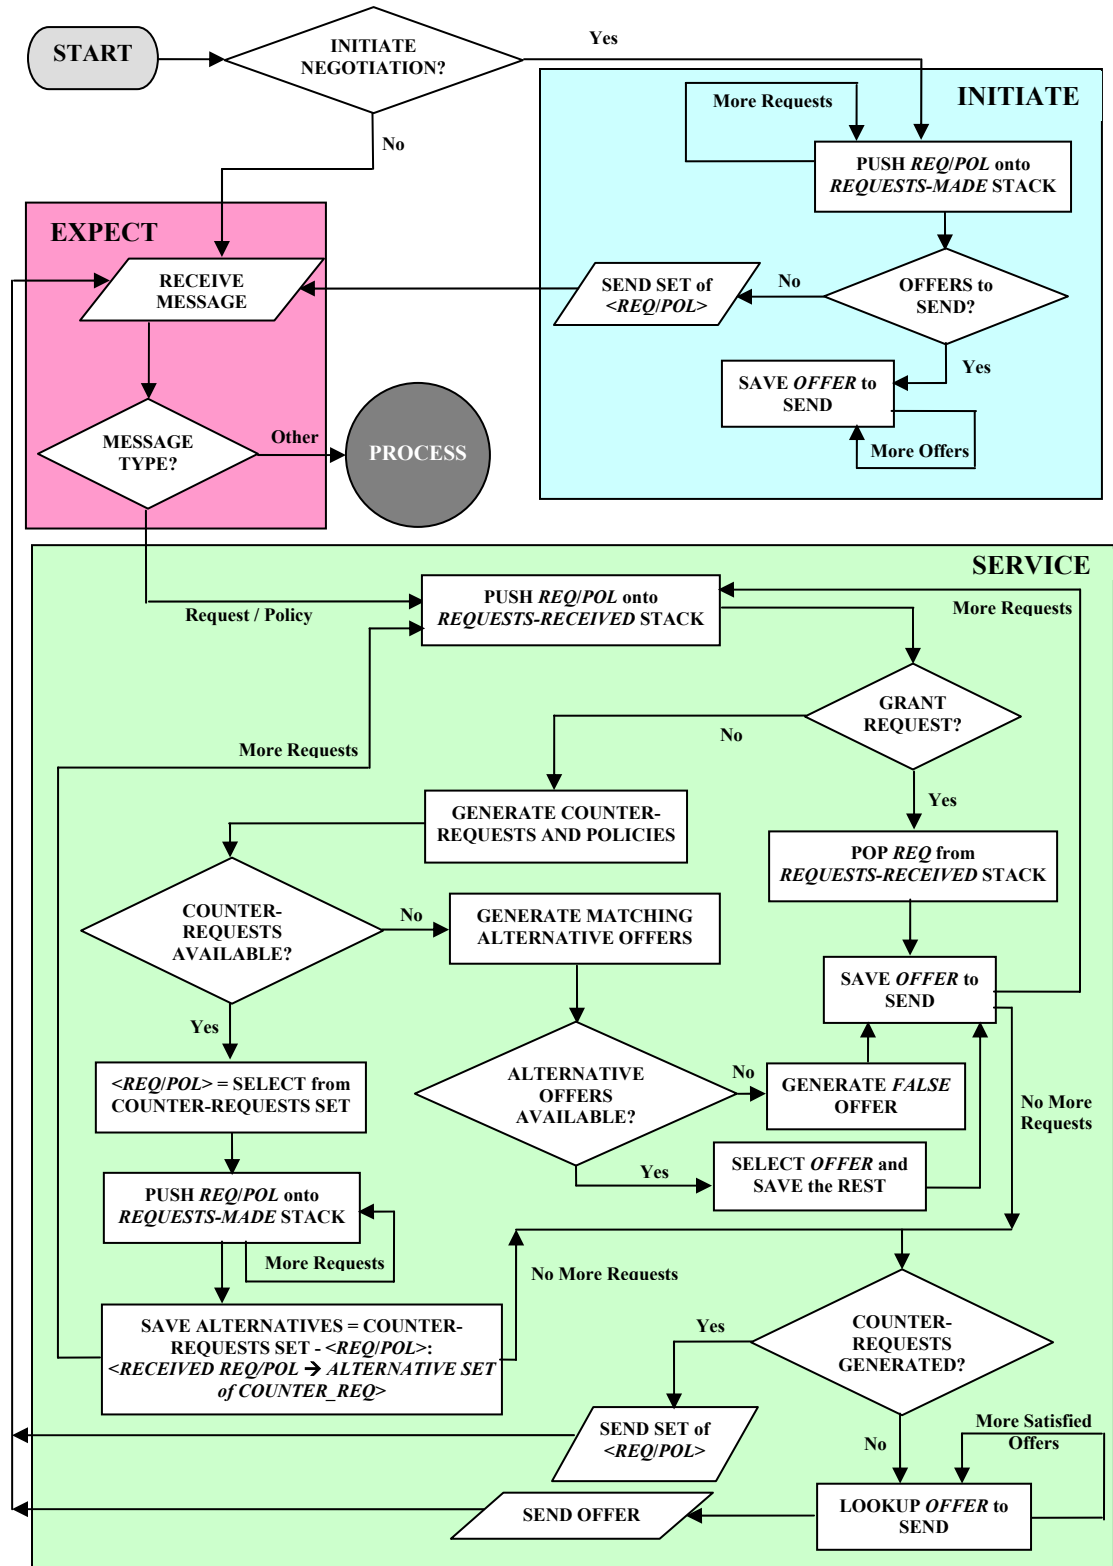 START
INITIATE
NEGOTIATION?
Yes
No
INITIATE
More Requests
PUSH REQ/POL onto
REQUESTS-MADE STACK
EXPECT
RECEIVE
MESSAGE
SEND SET of
<REQ/POL>
No
OFFERS to
SEND?
Yes
SAVE OFFER to
SEND
More Offers
MESSAGE
TYPE?
Other
PROCESS
SERVICE
Request / Policy
PUSH REQ/POL onto
REQUESTS-RECEIVED STACK
More Requests
GRANT
REQUEST?
No
More Requests
Yes
GENERATE COUNTER-
REQUESTS AND POLICIES
POP REQ from
REQUESTS-RECEIVED STACK
COUNTER-
REQUESTS
AVAILABLE?
No
GENERATE MATCHING
ALTERNATIVE OFFERS
SAVE OFFER to
SEND
Yes
<REQ/POL> = SELECT from
COUNTER-REQUESTS SET
ALTERNATIVE
OFFERS
AVAILABLE?
No
GENERATE FALSE
OFFER
No More
Requests
Yes
SELECT OFFER and
SAVE the REST
PUSH REQ/POL onto
REQUESTS-MADE STACK
More Requests
No More Requests
SAVE ALTERNATIVES = COUNTER-
REQUESTS SET - <REQ/POL>:
<RECEIVED REQ/POL → ALTERNATIVE SET
of COUNTER_REQ>
COUNTER-
REQUESTS
GENERATED?
Yes
SEND SET of
<REQ/POL>
No
More Satisfied
Offers
SEND OFFER
LOOKUP OFFER to
SEND